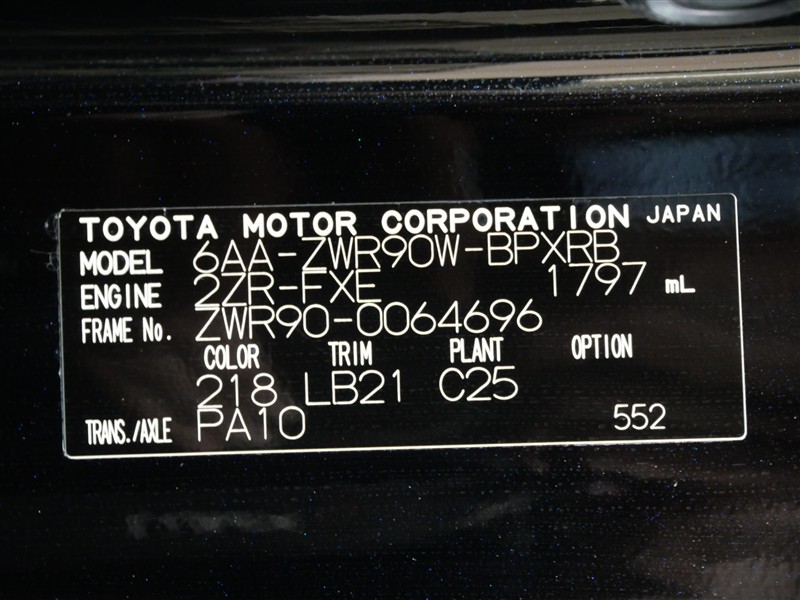 TOYOTA MOTOR CORPORATION JAPAN
MODEL 6AA-ZWR90W-BPXRB
ENGINE 2ZR-FXE 1797 mL
FRAME No. ZWR90-0064696
COLOR TRIM PLANT OPTION
218 LB21 C25
TRANS./AXLE PA10 552